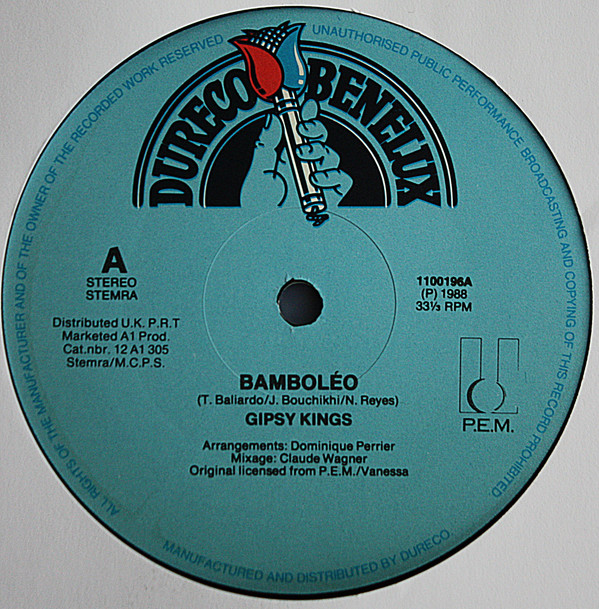 ALL RIGHTS OF THE MANUFACTURER AND OF THE OWNER OF THE RECORDED WORK RESERVED
UNAUTHORISED PUBLIC PERFORMANCE BROADCASTING AND COPYING OF THIS RECORD PROHIBITED.
DURECO BENELUX
A
STEREO
STEMRA
1100196A
(P) 1988
33⅓ RPM
Distributed U.K. P.R.T
Marketed A1 Prod.
Cat.nbr. 12 A1 305
Stemra/M.C.P.S.
P.E.M.
BAMBOLÉO
(T. Baliardo/J. Bouchikhi/N. Reyes)
GIPSY KINGS
Arrangements: Dominique Perrier
Mixage: Claude Wagner
Original licensed from P.E.M./Vanessa
MANUFACTURED AND DISTRIBUTED BY DURECO.